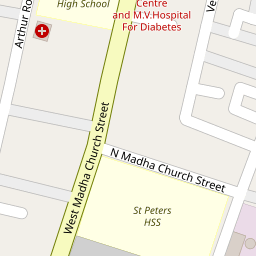 High School
Centre
and M.V.Hospital
For Diabetes
Arthur Ro
Ve
West Madha Church Street
N Madha Church Street
St Peters
HSS